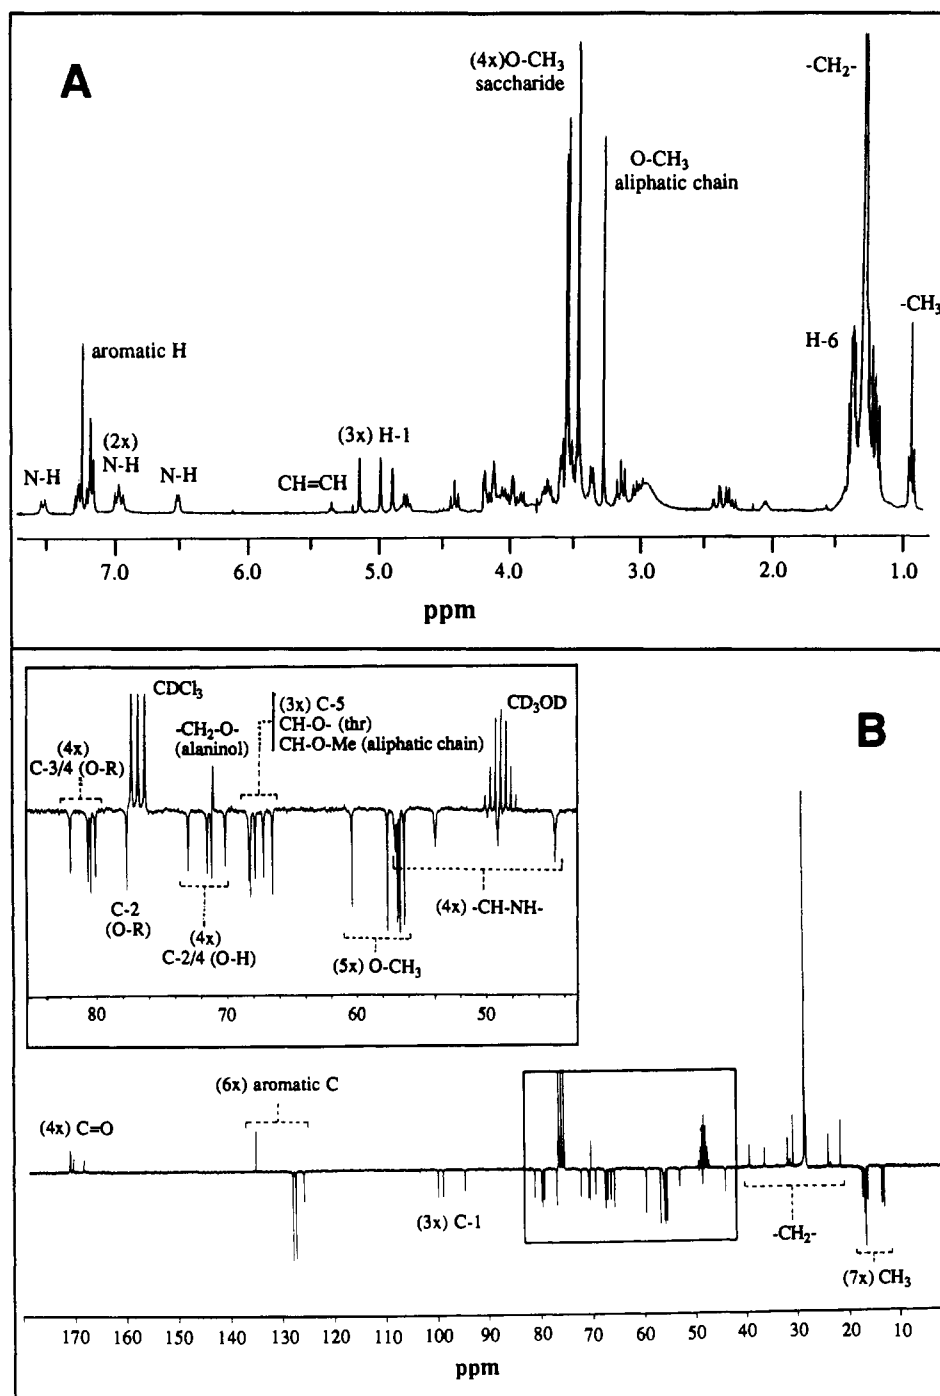 A
(4x)O-CH₃
saccharide
-CH₂-
O-CH₃
aliphatic chain
-CH₃
H-6
aromatic H
(2x)
N-H
N-H
N-H
(3x) H-1
CH=CH
7.0 6.0 5.0 4.0 3.0 2.0 1.0
ppm
B
CDCl₃
-CH₂-O-
(alaninol)
(3x) C-5
CH-O- (thr)
CH-O-Me (aliphatic chain)
CD₃OD
(4x)
C-3/4 (O-R)
C-2
(O-R)
(4x)
C-2/4 (O-H)
(5x) O-CH₃
(4x) -CH-NH-
80 70 60 50
(6x) aromatic C
(4x) C=O
(3x) C-1
-CH₂-
(7x) CH₃
170 160 150 140 130 120 110 100 90 80 70 60 50 40 30 20 10
ppm